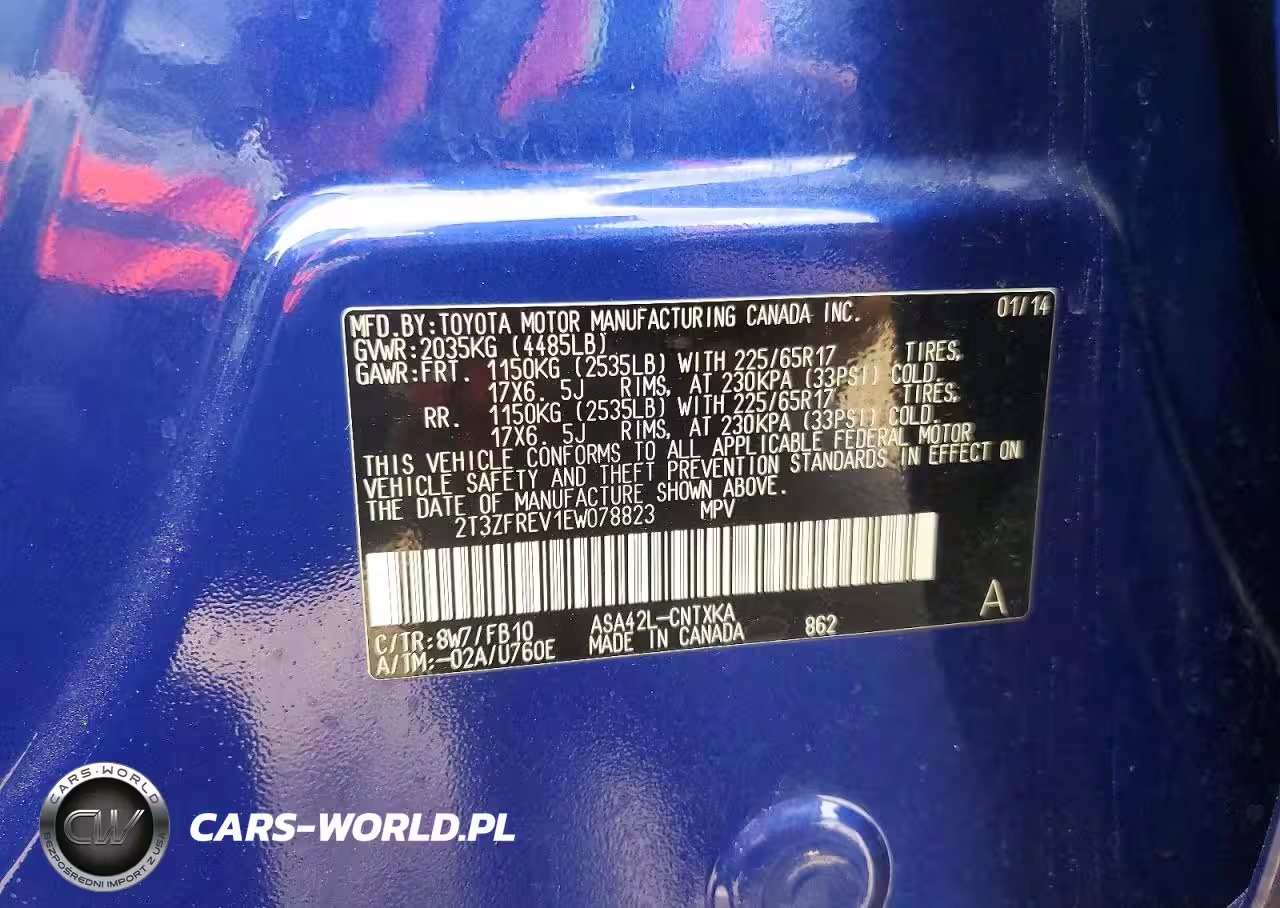 MFD.BY:TOYOTA MOTOR MANUFACTURING CANADA INC. 01/14
GVWR:2035KG (4485LB)
GAWR:FRT. 1150KG (2535LB) WITH 225/65R17 TIRES,
17X6. 5J RIMS, AT 230KPA (33PSI) COLD.
RR. 1150KG (2535LB) WITH 225/65R17 TIRES,
17X6. 5J RIMS, AT 230KPA (33PSI) COLD.
THIS VEHICLE CONFORMS TO ALL APPLICABLE FEDERAL MOTOR
VEHICLE SAFETY AND THEFT PREVENTION STANDARDS IN EFFECT ON
THE DATE OF MANUFACTURE SHOWN ABOVE.
2T3ZFREV1EW078823 MPV
C/TR:8W7/FB10 ASA42L-CNTXKA A
A/TM:-02A/U760E MADE IN CANADA 862
CARS-WORLD
CW
BEZPOŚREDNI IMPORT Z USA
CARS-WORLD.PL